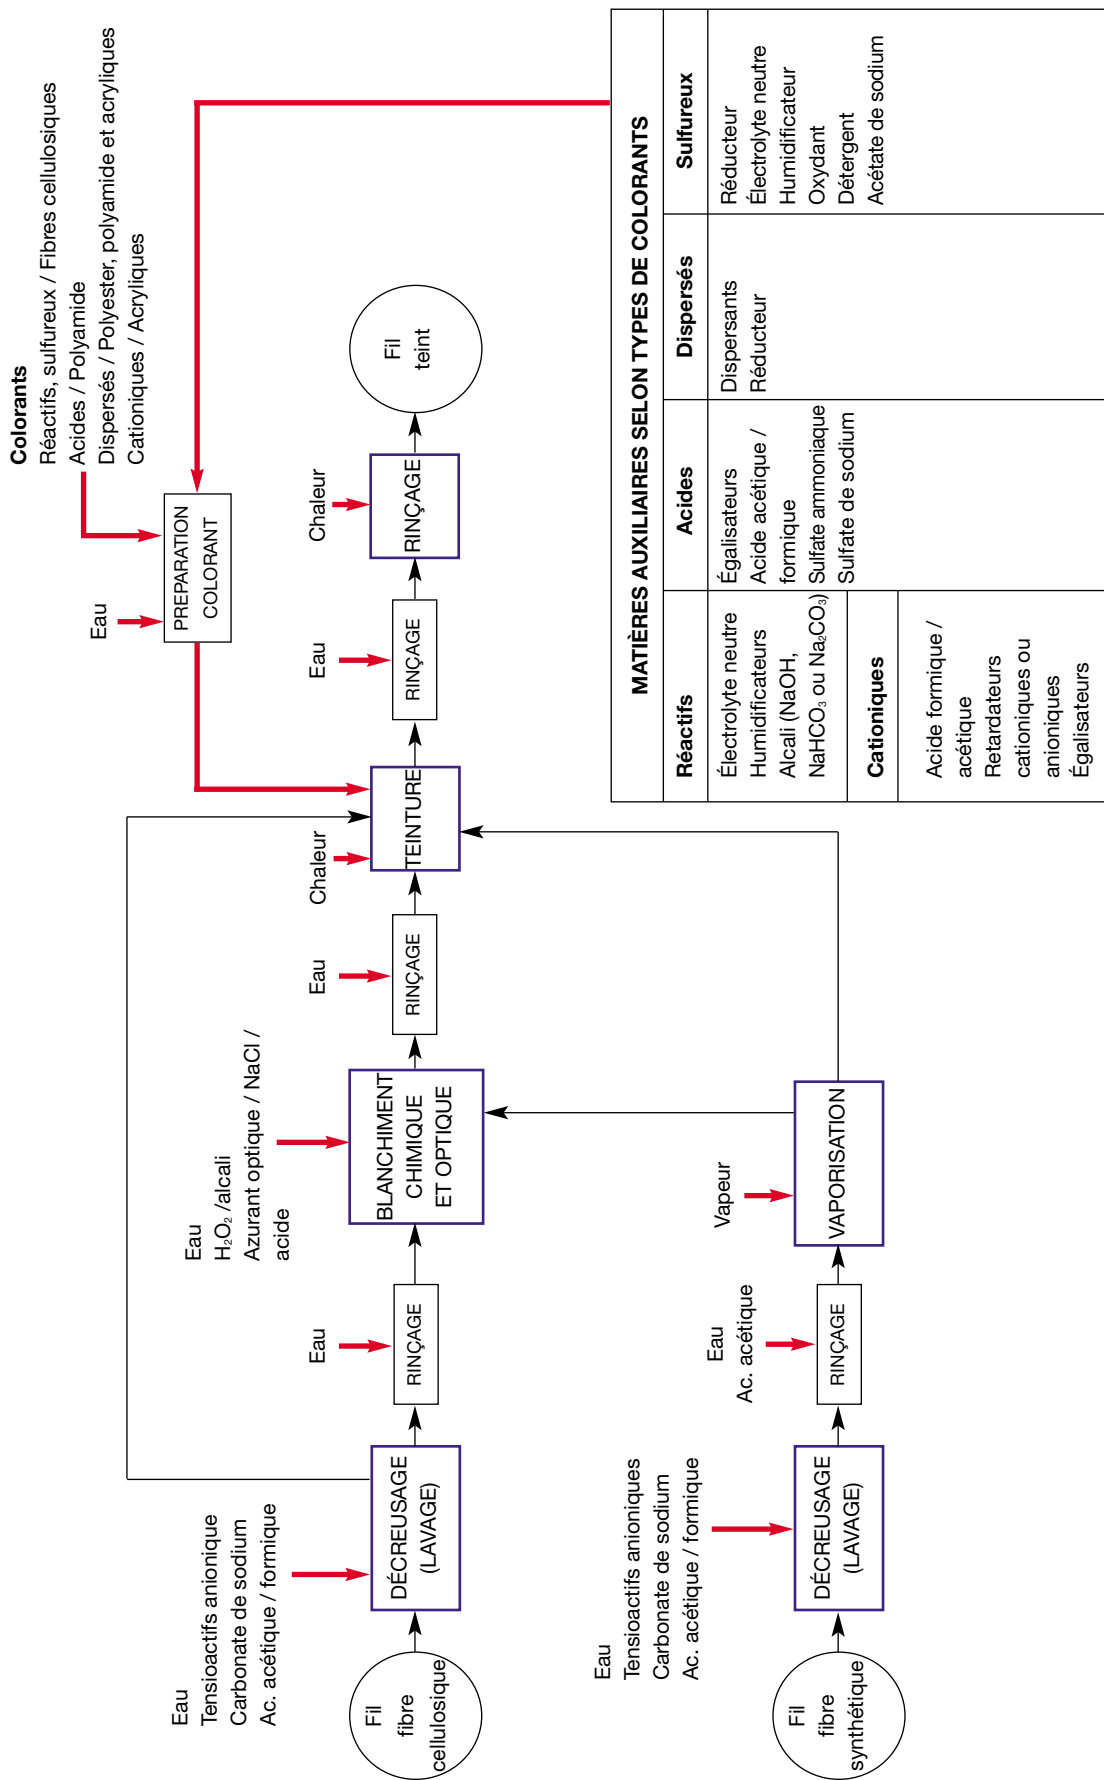 Colorants
Réactifs, sulfureux / Fibres cellulosiques
Acides / Polyamide
Dispersés / Polyester, polyamide et acryliques
Cationiques / Acryliques
Eau
PREPARATION
COLORANT
Eau
Tensioactifs anionique
Carbonate de sodium
Ac. acétique / formique
Eau
H₂O₂ /alcali
Azurant optique / NaCl /
acide
Eau
Eau
Chaleur
Eau
Chaleur
Fil
fibre
cellulosique
DÉCREUSAGE
(LAVAGE)
RINÇAGE
BLANCHIMENT
CHIMIQUE
ET OPTIQUE
RINÇAGE
TEINTURE
RINÇAGE
RINÇAGE
Fil
teint
Eau
Tensioactifs anioniques
Carbonate de sodium
Ac. acétique / formique
Eau
Ac. acétique
Vapeur
Fil
fibre
synthétique
DÉCREUSAGE
(LAVAGE)
RINÇAGE
VAPORISATION
MATIÈRES AUXILIAIRES SELON TYPES DE COLORANTS
Réactifs
Électrolyte neutre
Humidificateurs
Alcali (NaOH,
NaHCO₃ ou Na₂CO₃)
Cationiques
Acide formique /
acétique
Retardateurs
cationiques ou
anioniques
Égalisateurs
Acides
Égalisateurs
Acide acétique /
formique
Sulfate ammoniaque
Sulfate de sodium
Dispersés
Dispersants
Réducteur
Sulfureux
Réducteur
Électrolyte neutre
Humidificateur
Oxydant
Détergent
Acétate de sodium